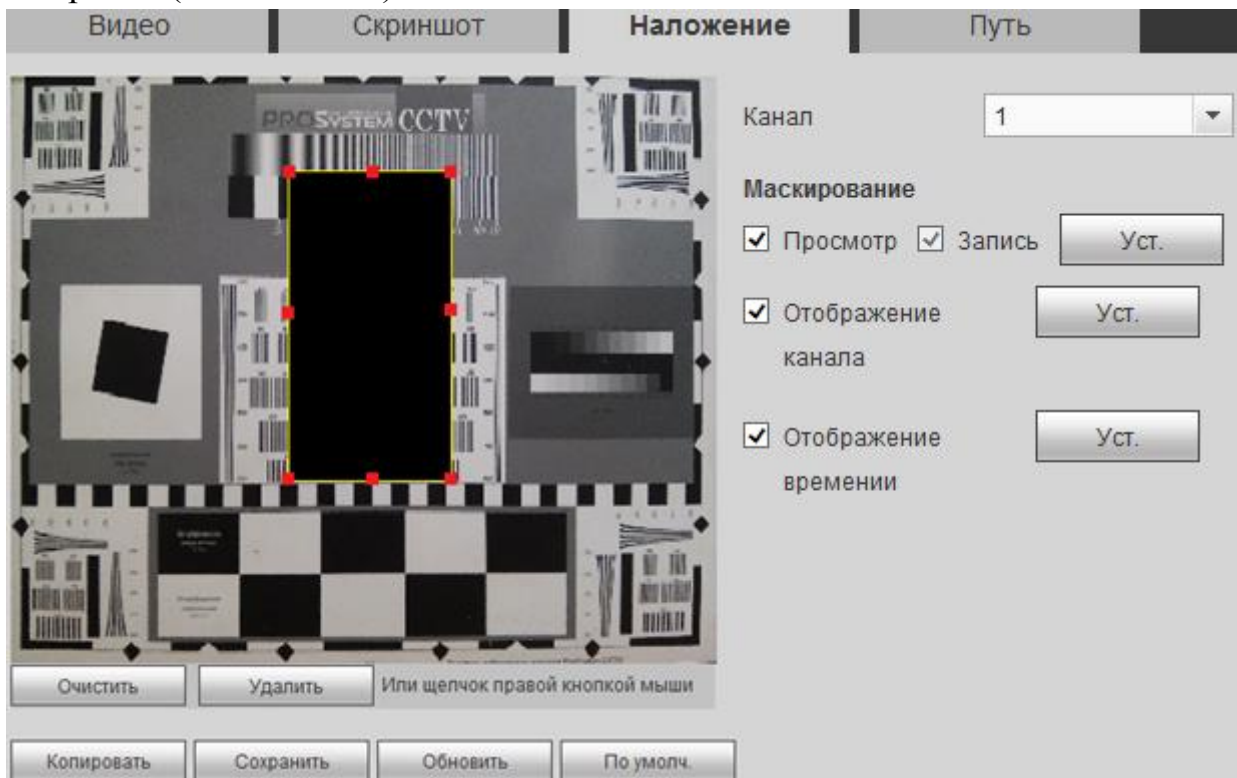 Видео
Скриншот
Наложение
Путь
PROSYSTEM CCTV
Канал
1
Маскирование
Просмотр
Запись
Уст.
Отображение
канала
Уст.
Отображение
времении
Уст.
Очистить
Удалить
Или щелчок правой кнопкой мыши
Копировать
Сохранить
Обновить
По умолч.